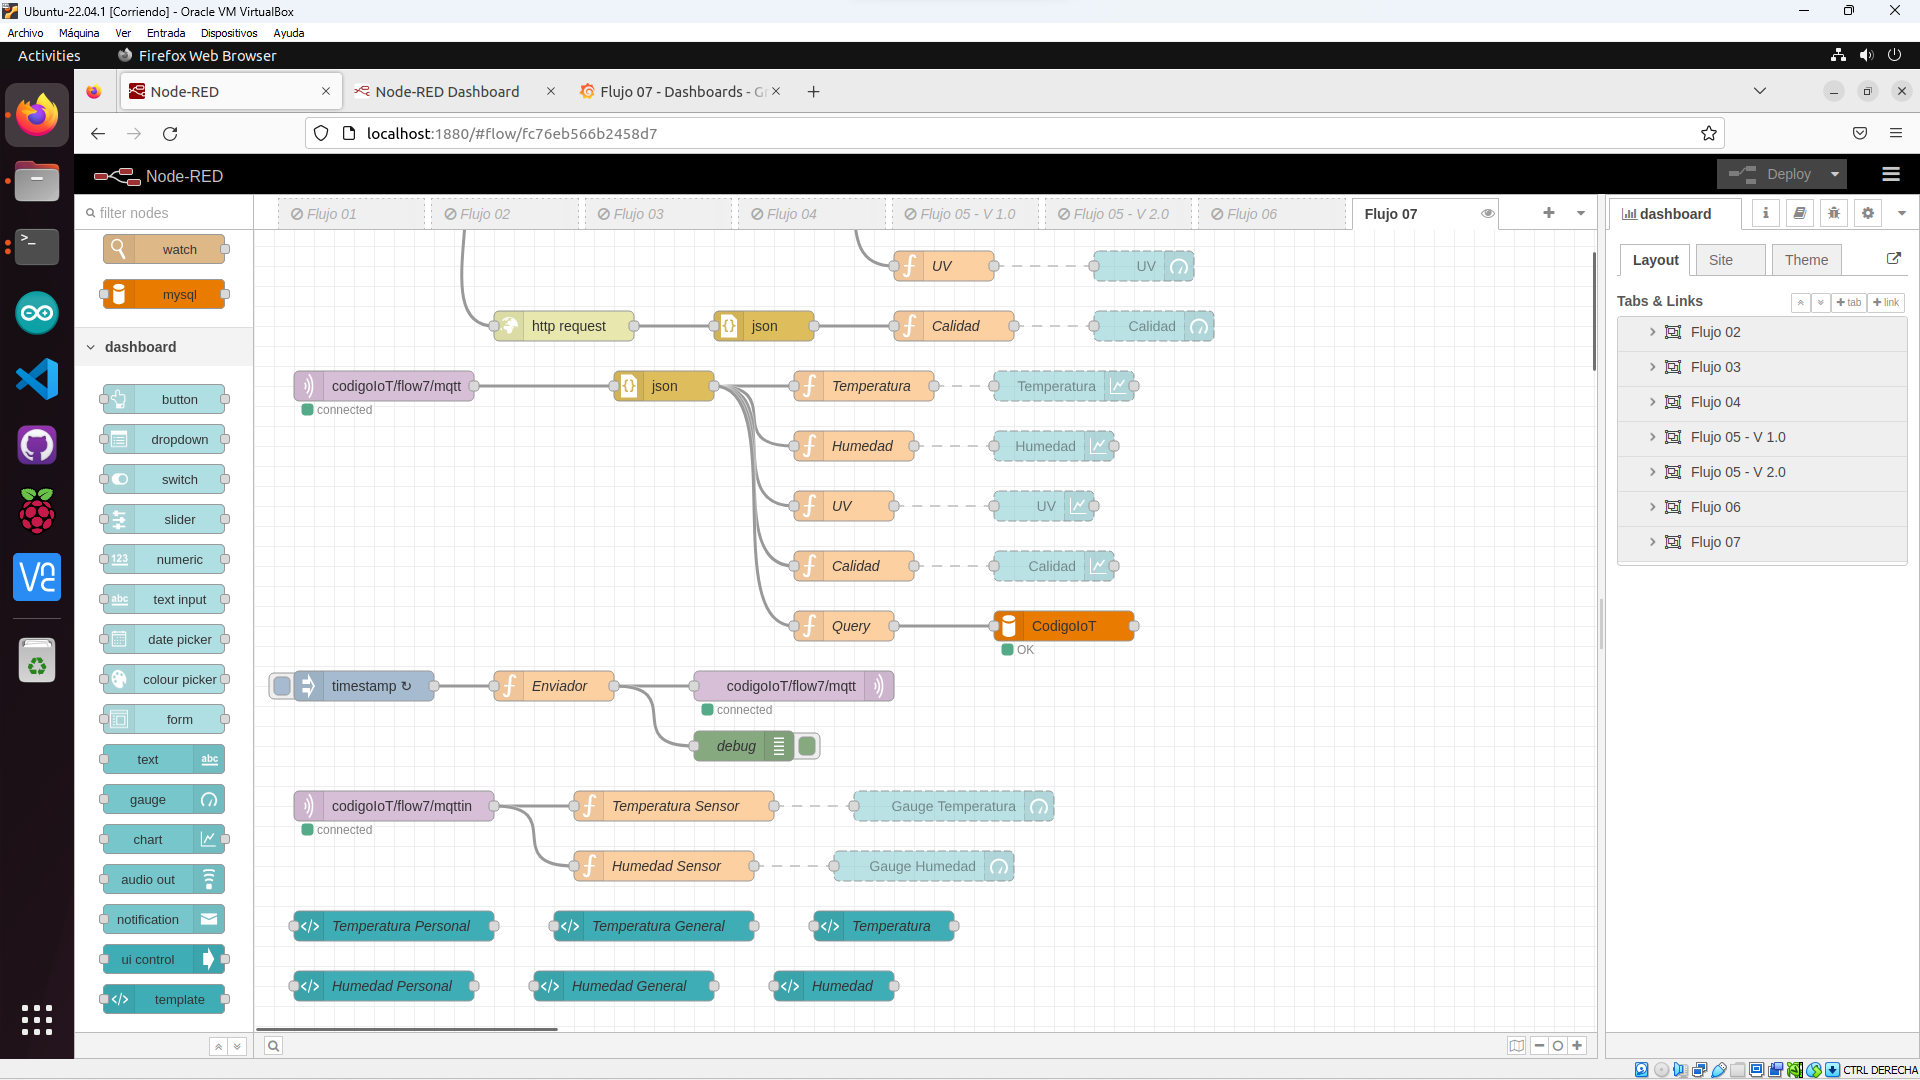 Ubuntu-22.04.1 [Corriendo] - Oracle VM VirtualBox
Archivo Máquina Ver Entrada Dispositivos Ayuda
Activities Firefox Web Browser
Node-RED Node-RED Dashboard Flujo 07 - Dashboards - Gr
localhost:1880/#flow/fc76eb566b2458d7
Node-RED Deploy
filter nodes
Flujo 01 Flujo 02 Flujo 03 Flujo 04 Flujo 05 - V 1.0 Flujo 05 - V 2.0 Flujo 06 Flujo 07
watch
mysql
dashboard
button
dropdown
switch
slider
123 numeric
abc text input
date picker
colour picker
form
text abc
gauge
chart
audio out
notification
ui control
template
UV UV
http request json Calidad Calidad
codigoIoT/flow7/mqtt json Temperatura Temperatura
connected
Humedad Humedad
UV UV
Calidad Calidad
Query CodigoIoT
OK
timestamp ↻ Enviador codigoIoT/flow7/mqtt
connected
debug
codigoIoT/flow7/mqttin Temperatura Sensor Gauge Temperatura
connected
Humedad Sensor Gauge Humedad
Temperatura Personal Temperatura General Temperatura
Humedad Personal Humedad General Humedad
dashboard
Layout Site Theme
Tabs & Links tab link
Flujo 02
Flujo 03
Flujo 04
Flujo 05 - V 1.0
Flujo 05 - V 2.0
Flujo 06
Flujo 07
CTRL DERECHA